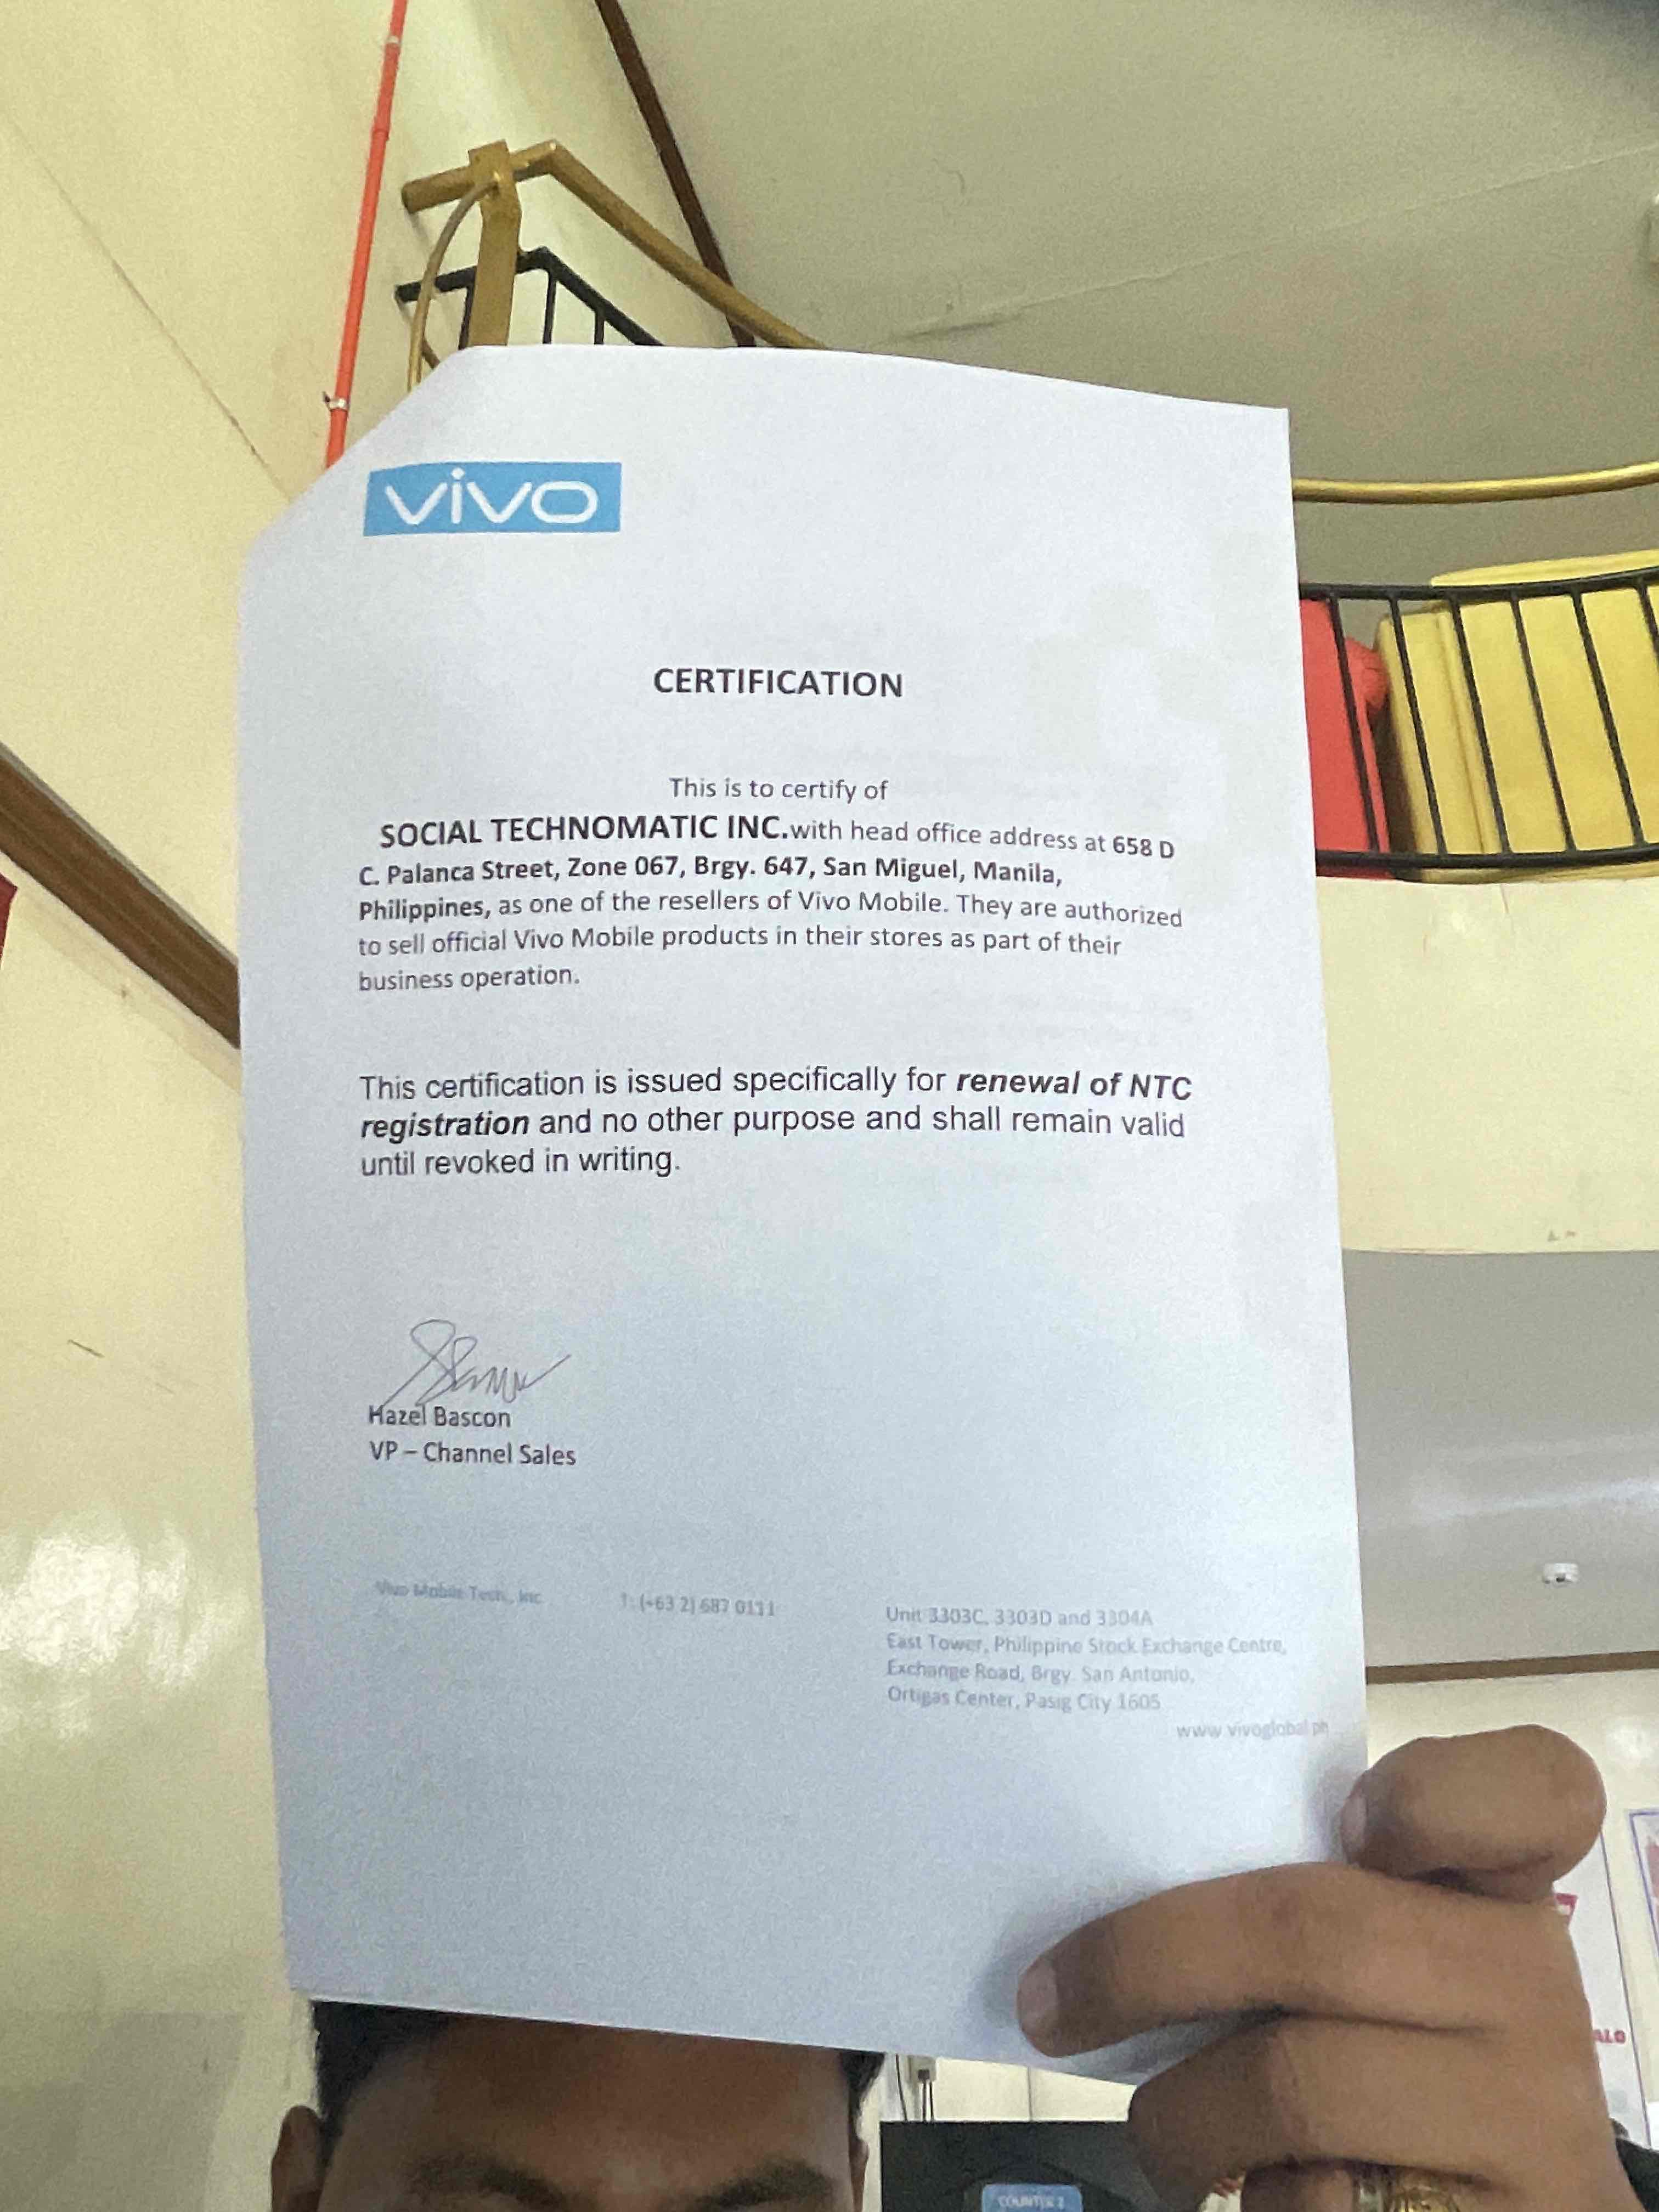 vivo
CERTIFICATION
This is to certify of
SOCIAL TECHNOMATIC INC.with head office address at 658 D
C. Palanca Street, Zone 067, Brgy. 647, San Miguel, Manila,
Philippines, as one of the resellers of Vivo Mobile. They are authorized
to sell official Vivo Mobile products in their stores as part of their
business operation.
This certification is issued specifically for renewal of NTC
registration and no other purpose and shall remain valid
until revoked in writing.
Hazel Bascon
VP – Channel Sales
Vivo Mobile Tech., Inc.
T: (+63 2) 687 0111
Unit 3303C, 3303D and 3304A
East Tower, Philippine Stock Exchange Centre,
Exchange Road, Brgy. San Antonio,
Ortigas Center, Pasig City 1605
www.vivoglobal.ph
ALO
COUNTER 2